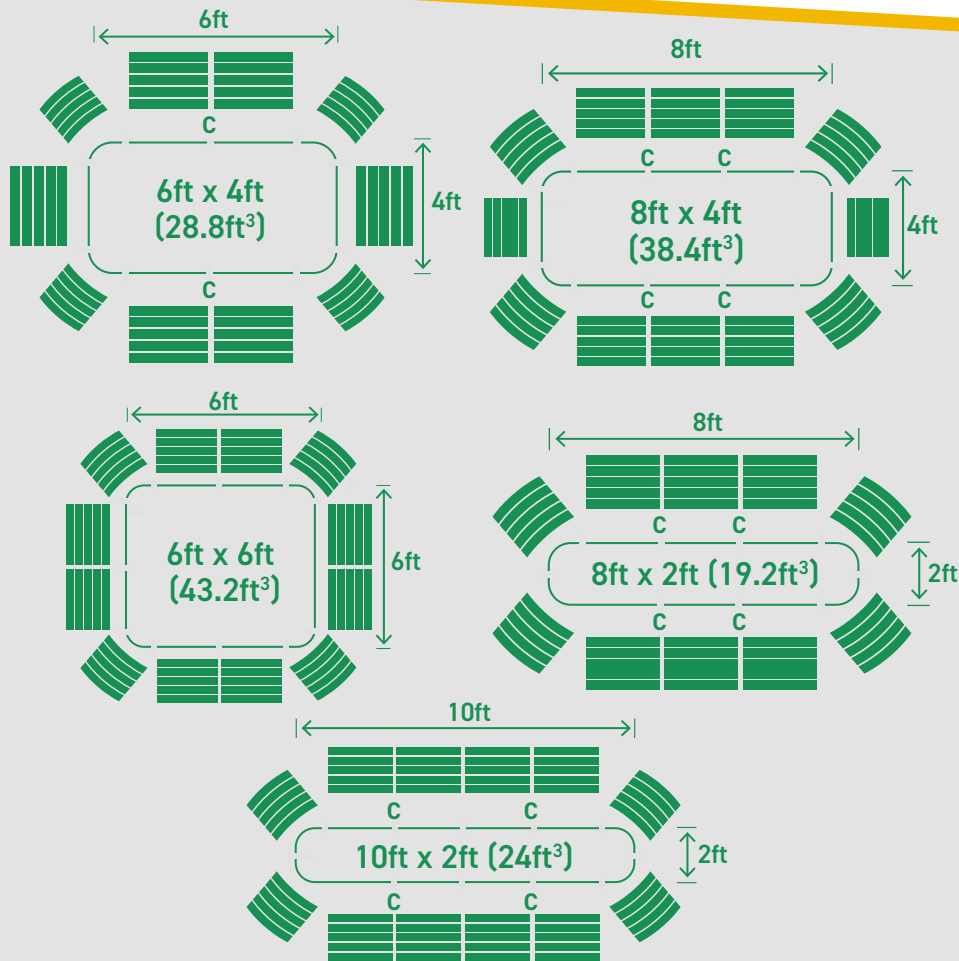 6ft
C
6ft x 4ft
(28.8ft³)
4ft
C
8ft
C C
8ft x 4ft
(38.4ft³)
4ft
C C
6ft
6ft x 6ft
(43.2ft³)
6ft
8ft
C C
8ft x 2ft (19.2ft³)
2ft
C C
10ft
C C
10ft x 2ft (24ft³)
2ft
C C